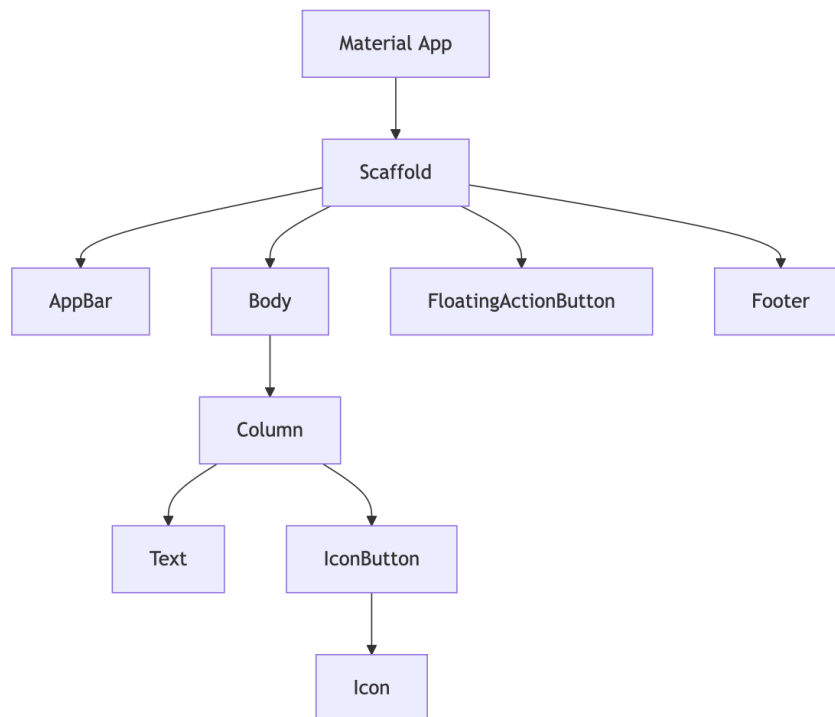 Material App
Scaffold
AppBar
Body
FloatingActionButton
Footer
Column
Text
IconButton
Icon